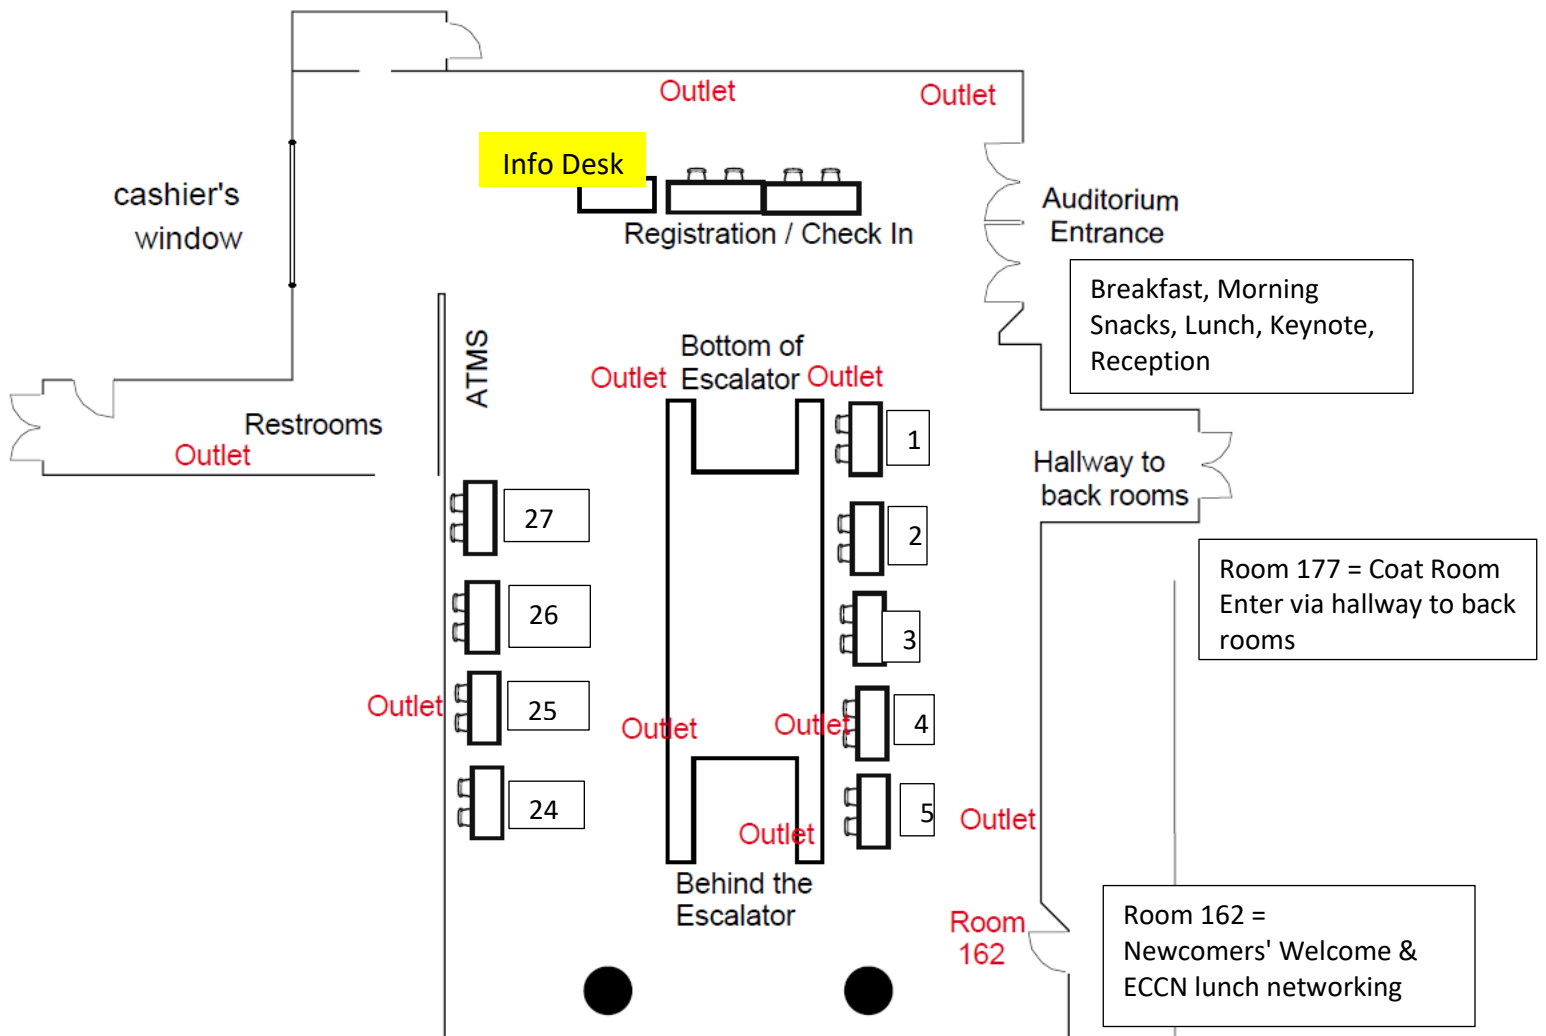 Outlet
Outlet
Info Desk
cashier's
window
Registration / Check In
Auditorium
Entrance
Breakfast, Morning
Snacks, Lunch, Keynote,
Reception
ATMS
Bottom of
Escalator
Outlet
Outlet
Restrooms
Outlet
1
Hallway to
back rooms
27
2
Room 177 = Coat Room
Enter via hallway to back
rooms
26
3
Outlet
25
Outlet
Outlet
4
24
5
Outlet
Outlet
Behind the
Escalator
Room
162
Room 162 =
Newcomers' Welcome &
ECCN lunch networking